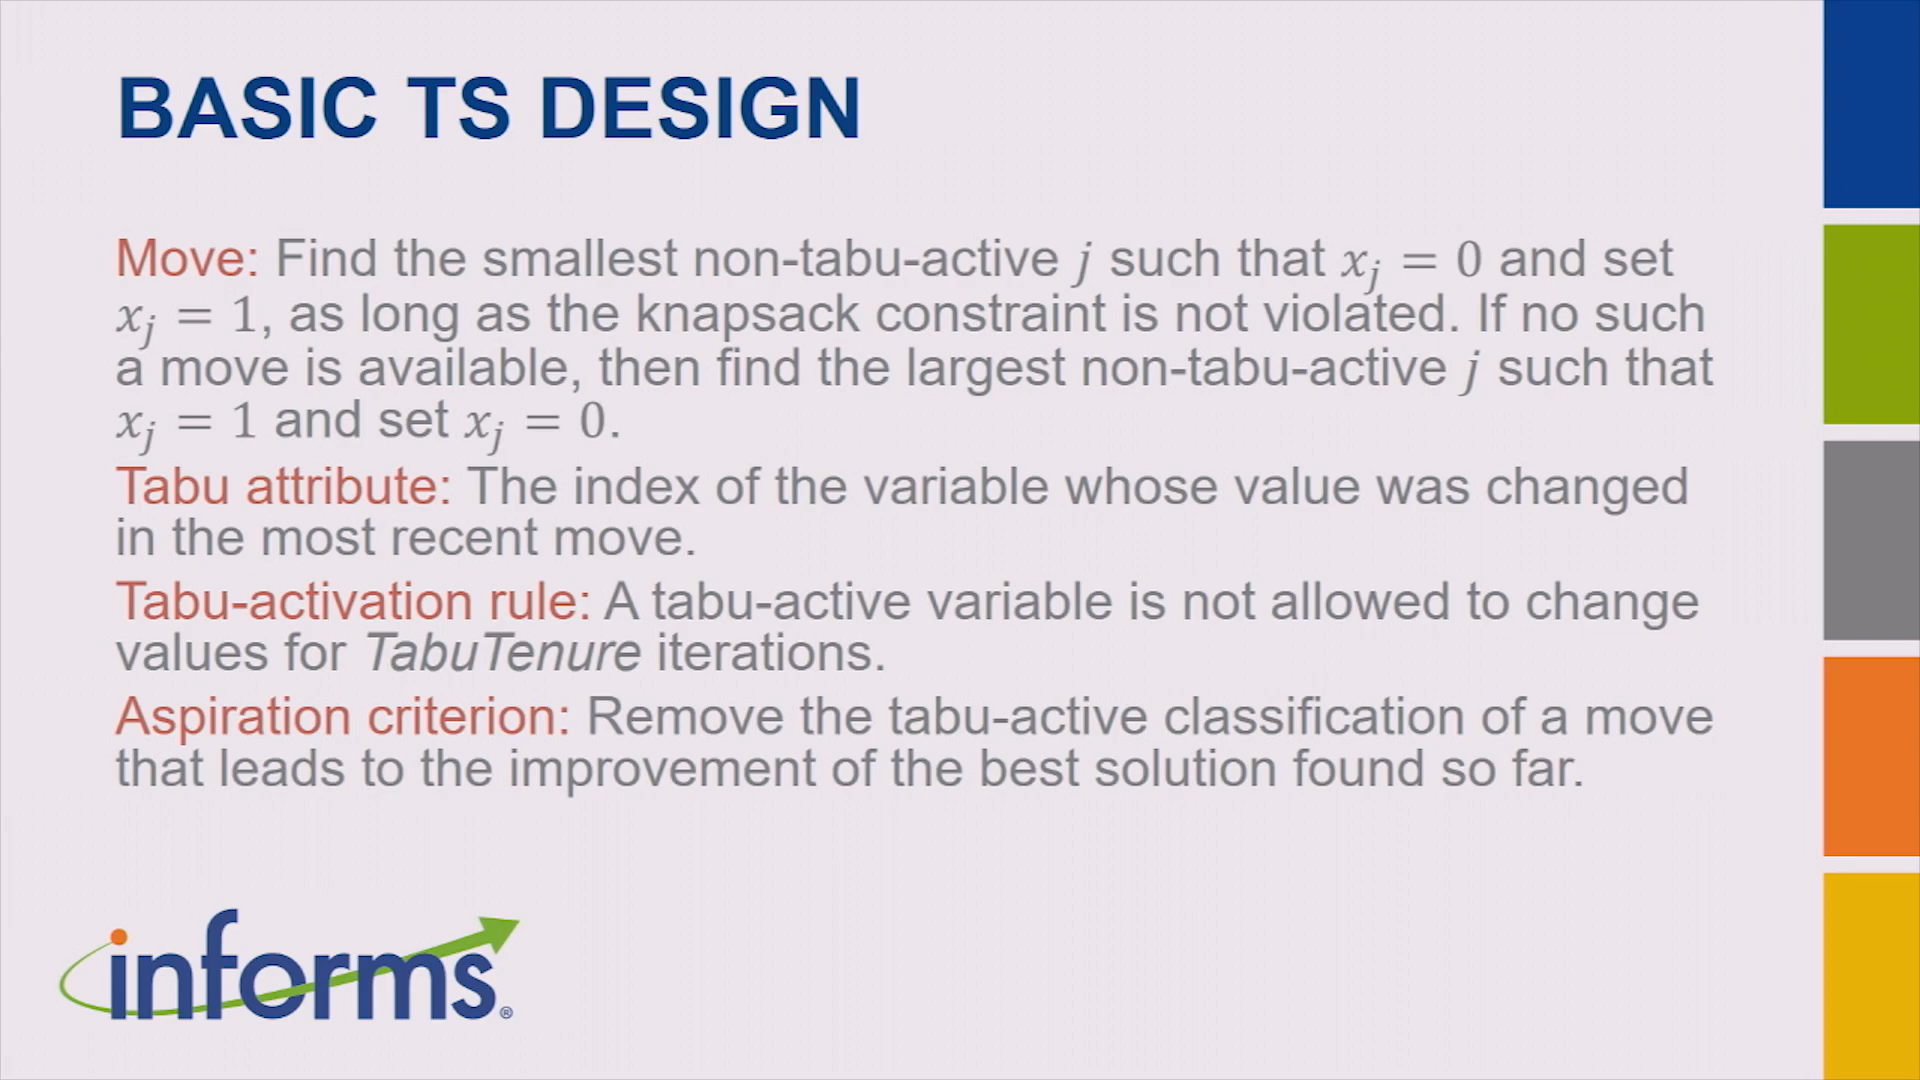 BASIC TS DESIGN
Move: Find the smallest non-tabu-active j such that xⱼ = 0 and set
xⱼ = 1, as long as the knapsack constraint is not violated. If no such
a move is available, then find the largest non-tabu-active j such that
xⱼ = 1 and set xⱼ = 0.
Tabu attribute: The index of the variable whose value was changed
in the most recent move.
Tabu-activation rule: A tabu-active variable is not allowed to change
values for TabuTenure iterations.
Aspiration criterion: Remove the tabu-active classification of a move
that leads to the improvement of the best solution found so far.
informs®